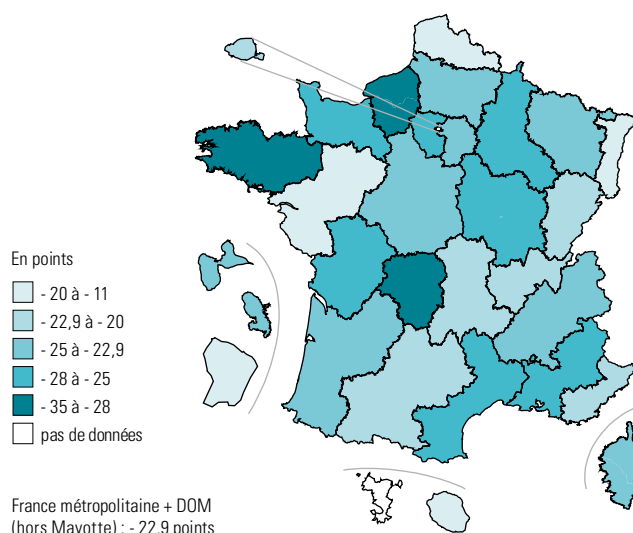 En points
- 20 à - 11
- 22,9 à - 20
- 25 à - 22,9
- 28 à - 25
- 35 à - 28
pas de données
France métropolitaine + DOM
(hors Mayotte) : - 22,9 points